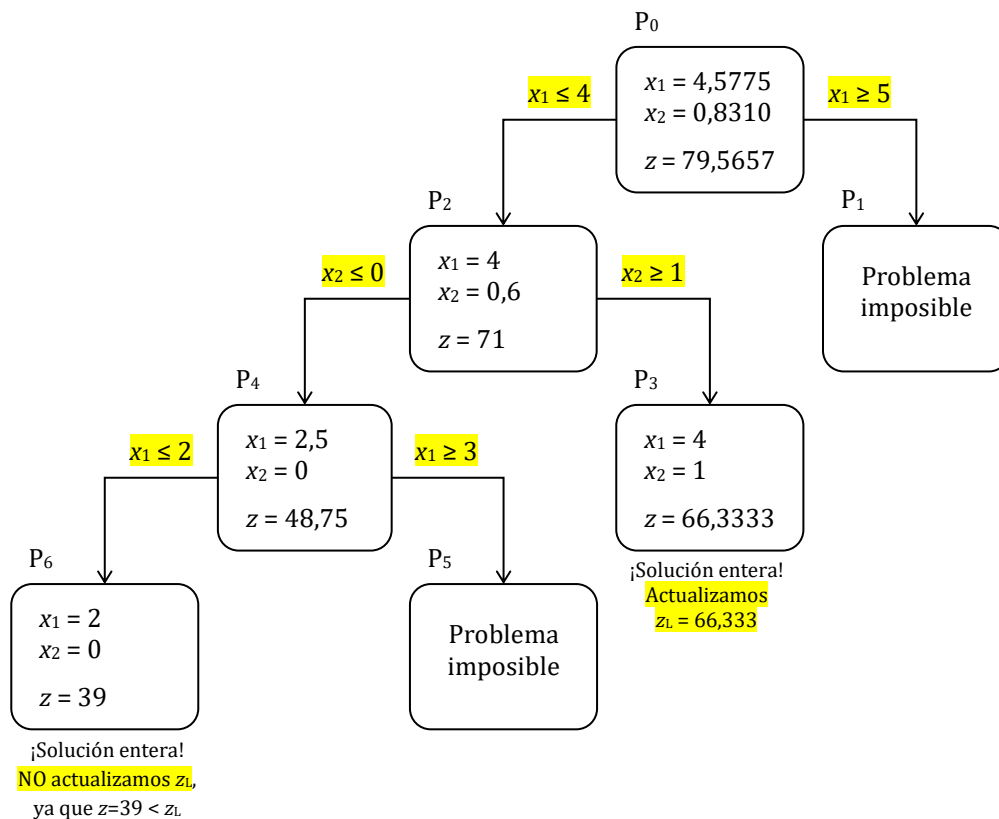 P₀
x₁ ≤ 4
x₁ = 4,5775
x₂ = 0,8310
z = 79,5657
x₁ ≥ 5
P₂
x₂ ≤ 0
x₁ = 4
x₂ = 0,6
z = 71
x₂ ≥ 1
P₁
Problema
imposible
P₄
x₁ ≤ 2
x₁ = 2,5
x₂ = 0
z = 48,75
x₁ ≥ 3
P₃
x₁ = 4
x₂ = 1
z = 66,3333
¡Solución entera!
Actualizamos
zL = 66,333
P₆
x₁ = 2
x₂ = 0
z = 39
¡Solución entera!
NO actualizamos zL,
ya que z=39 < zL
P₅
Problema
imposible